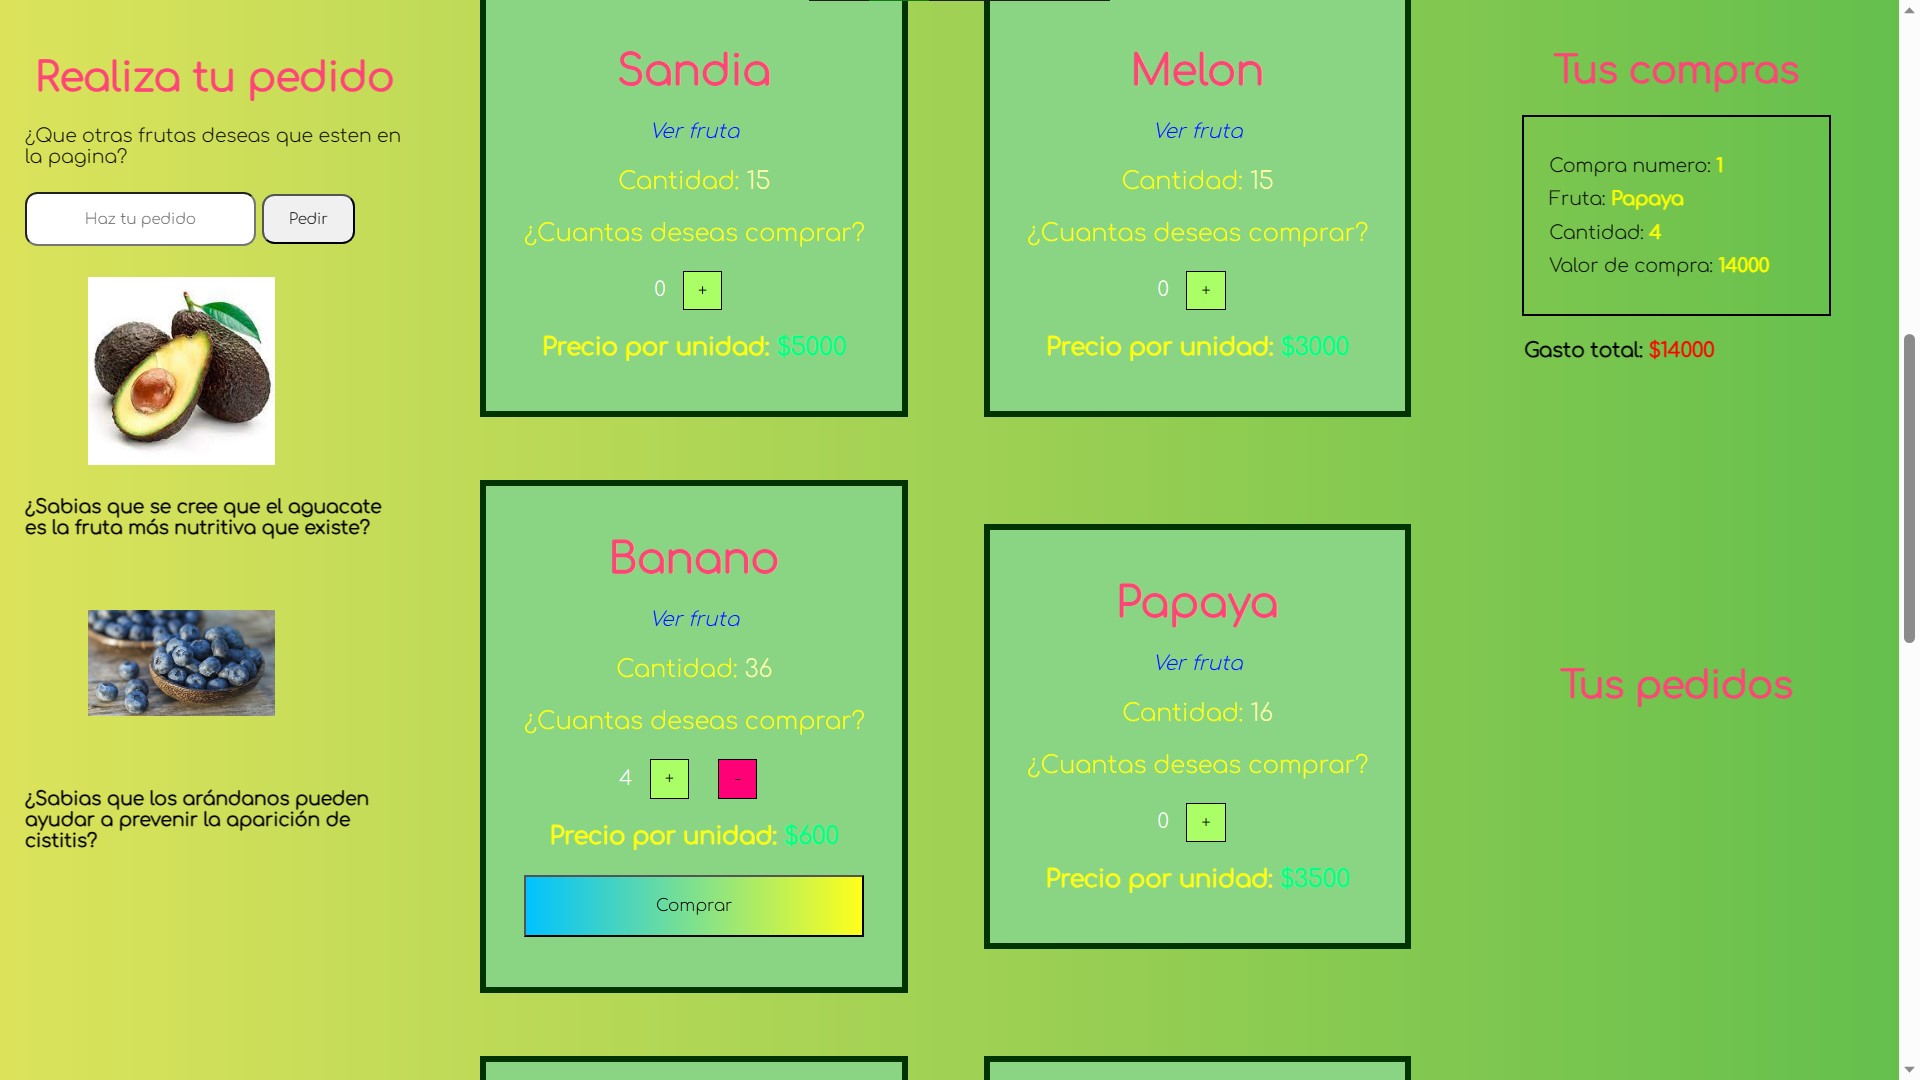 Realiza tu pedido
¿Que otras frutas deseas que esten en
la pagina?
Haz tu pedido
Pedir
¿Sabias que se cree que el aguacate
es la fruta más nutritiva que existe?
¿Sabias que los arándanos pueden
ayudar a prevenir la aparición de
cistitis?
Sandia
Ver fruta
Cantidad: 15
¿Cuantas deseas comprar?
0 +
Precio por unidad: $5000
Melon
Ver fruta
Cantidad: 15
¿Cuantas deseas comprar?
0 +
Precio por unidad: $3000
Banano
Ver fruta
Cantidad: 36
¿Cuantas deseas comprar?
4 + -
Precio por unidad: $600
Comprar
Papaya
Ver fruta
Cantidad: 16
¿Cuantas deseas comprar?
0 +
Precio por unidad: $3500
Tus compras
Compra numero: 1
Fruta: Papaya
Cantidad: 4
Valor de compra: 14000
Gasto total: $14000
Tus pedidos